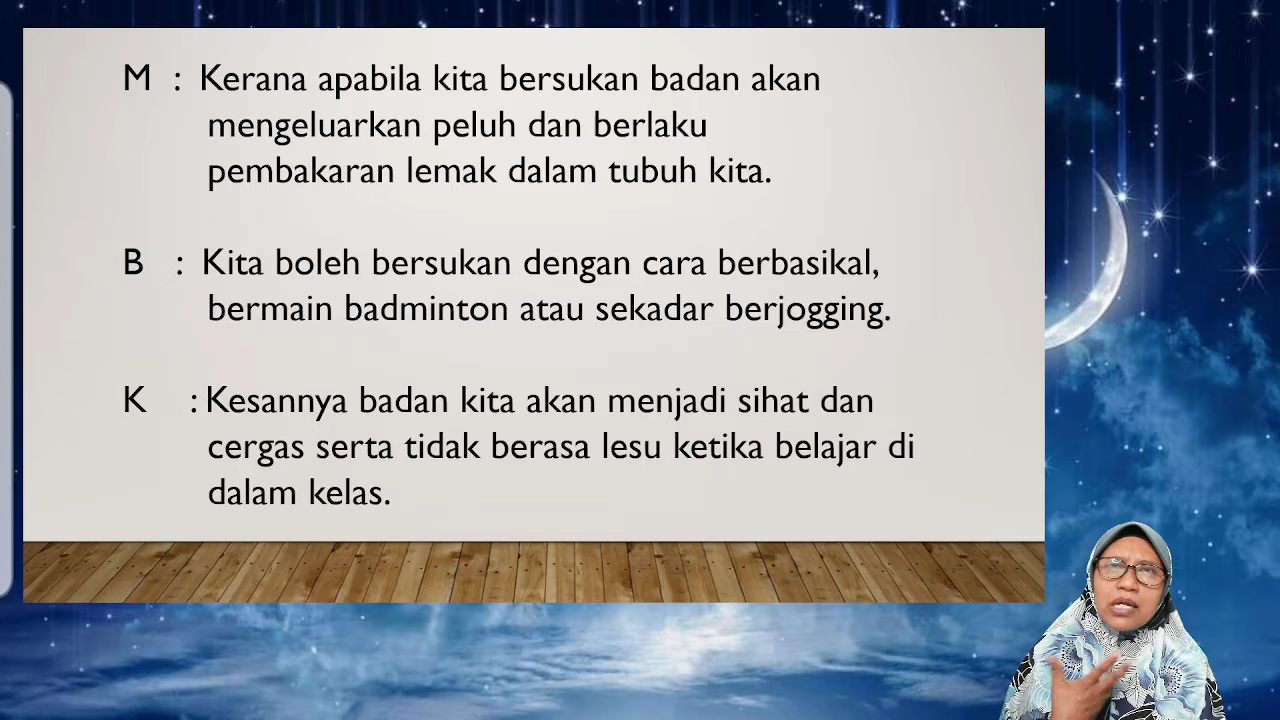 M : Kerana apabila kita bersukan badan akan
mengeluarkan peluh dan berlaku
pembakaran lemak dalam tubuh kita.
B : Kita boleh bersukan dengan cara berbasikal,
bermain badminton atau sekadar berjogging.
K : Kesannya badan kita akan menjadi sihat dan
cergas serta tidak berasa lesu ketika belajar di
dalam kelas.